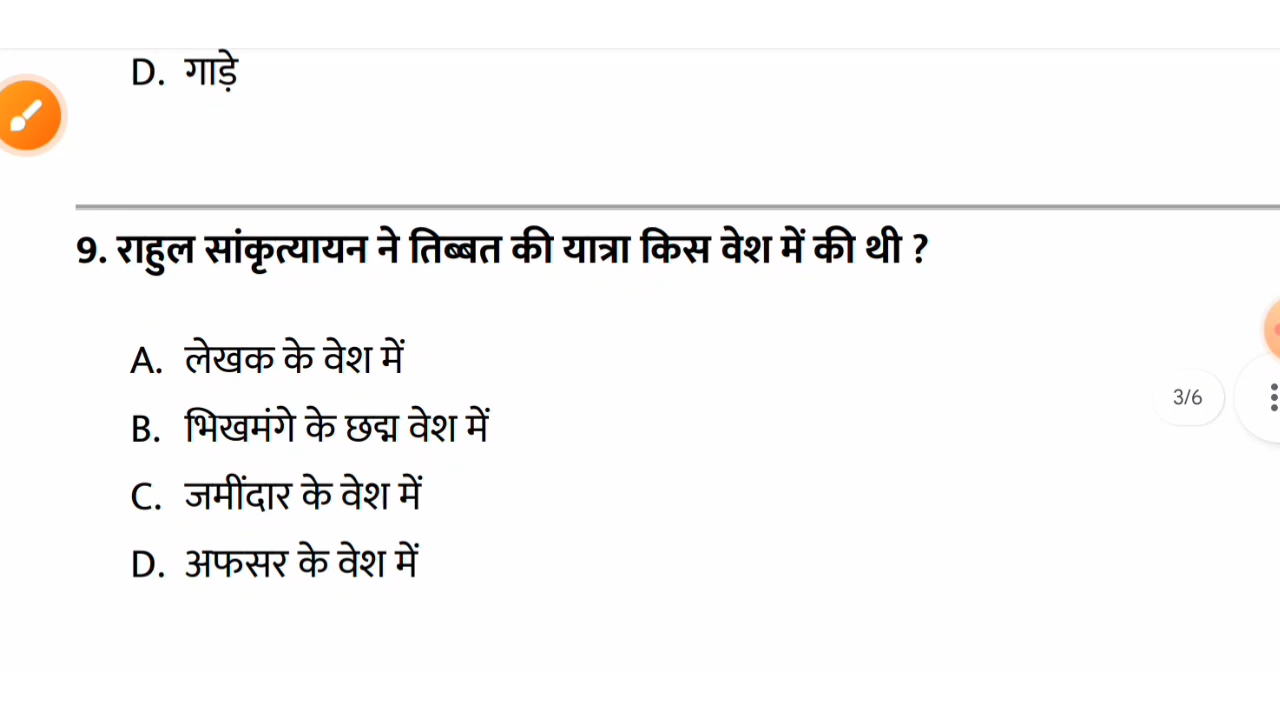 D. गाड़े
9. राहुल सांकृत्यायन ने तिब्बत की यात्रा किस वेश में की थी ?
A. लेखक के वेश में
B. भिखमंगे के छद्म वेश में
3/6
C. जमींदार के वेश में
D. अफसर के वेश में